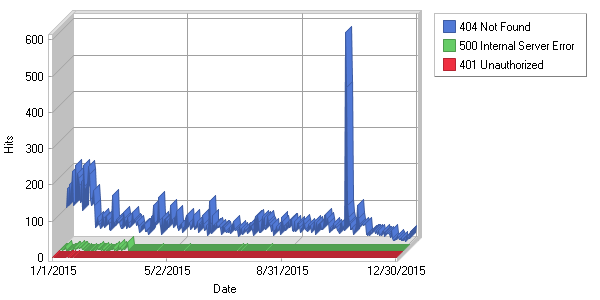 404 Not Found
500 Internal Server Error
401 Unauthorized
600
500
400
300
200
100
0
Hits
1/1/2015
5/2/2015
8/31/2015
12/30/2015
Date